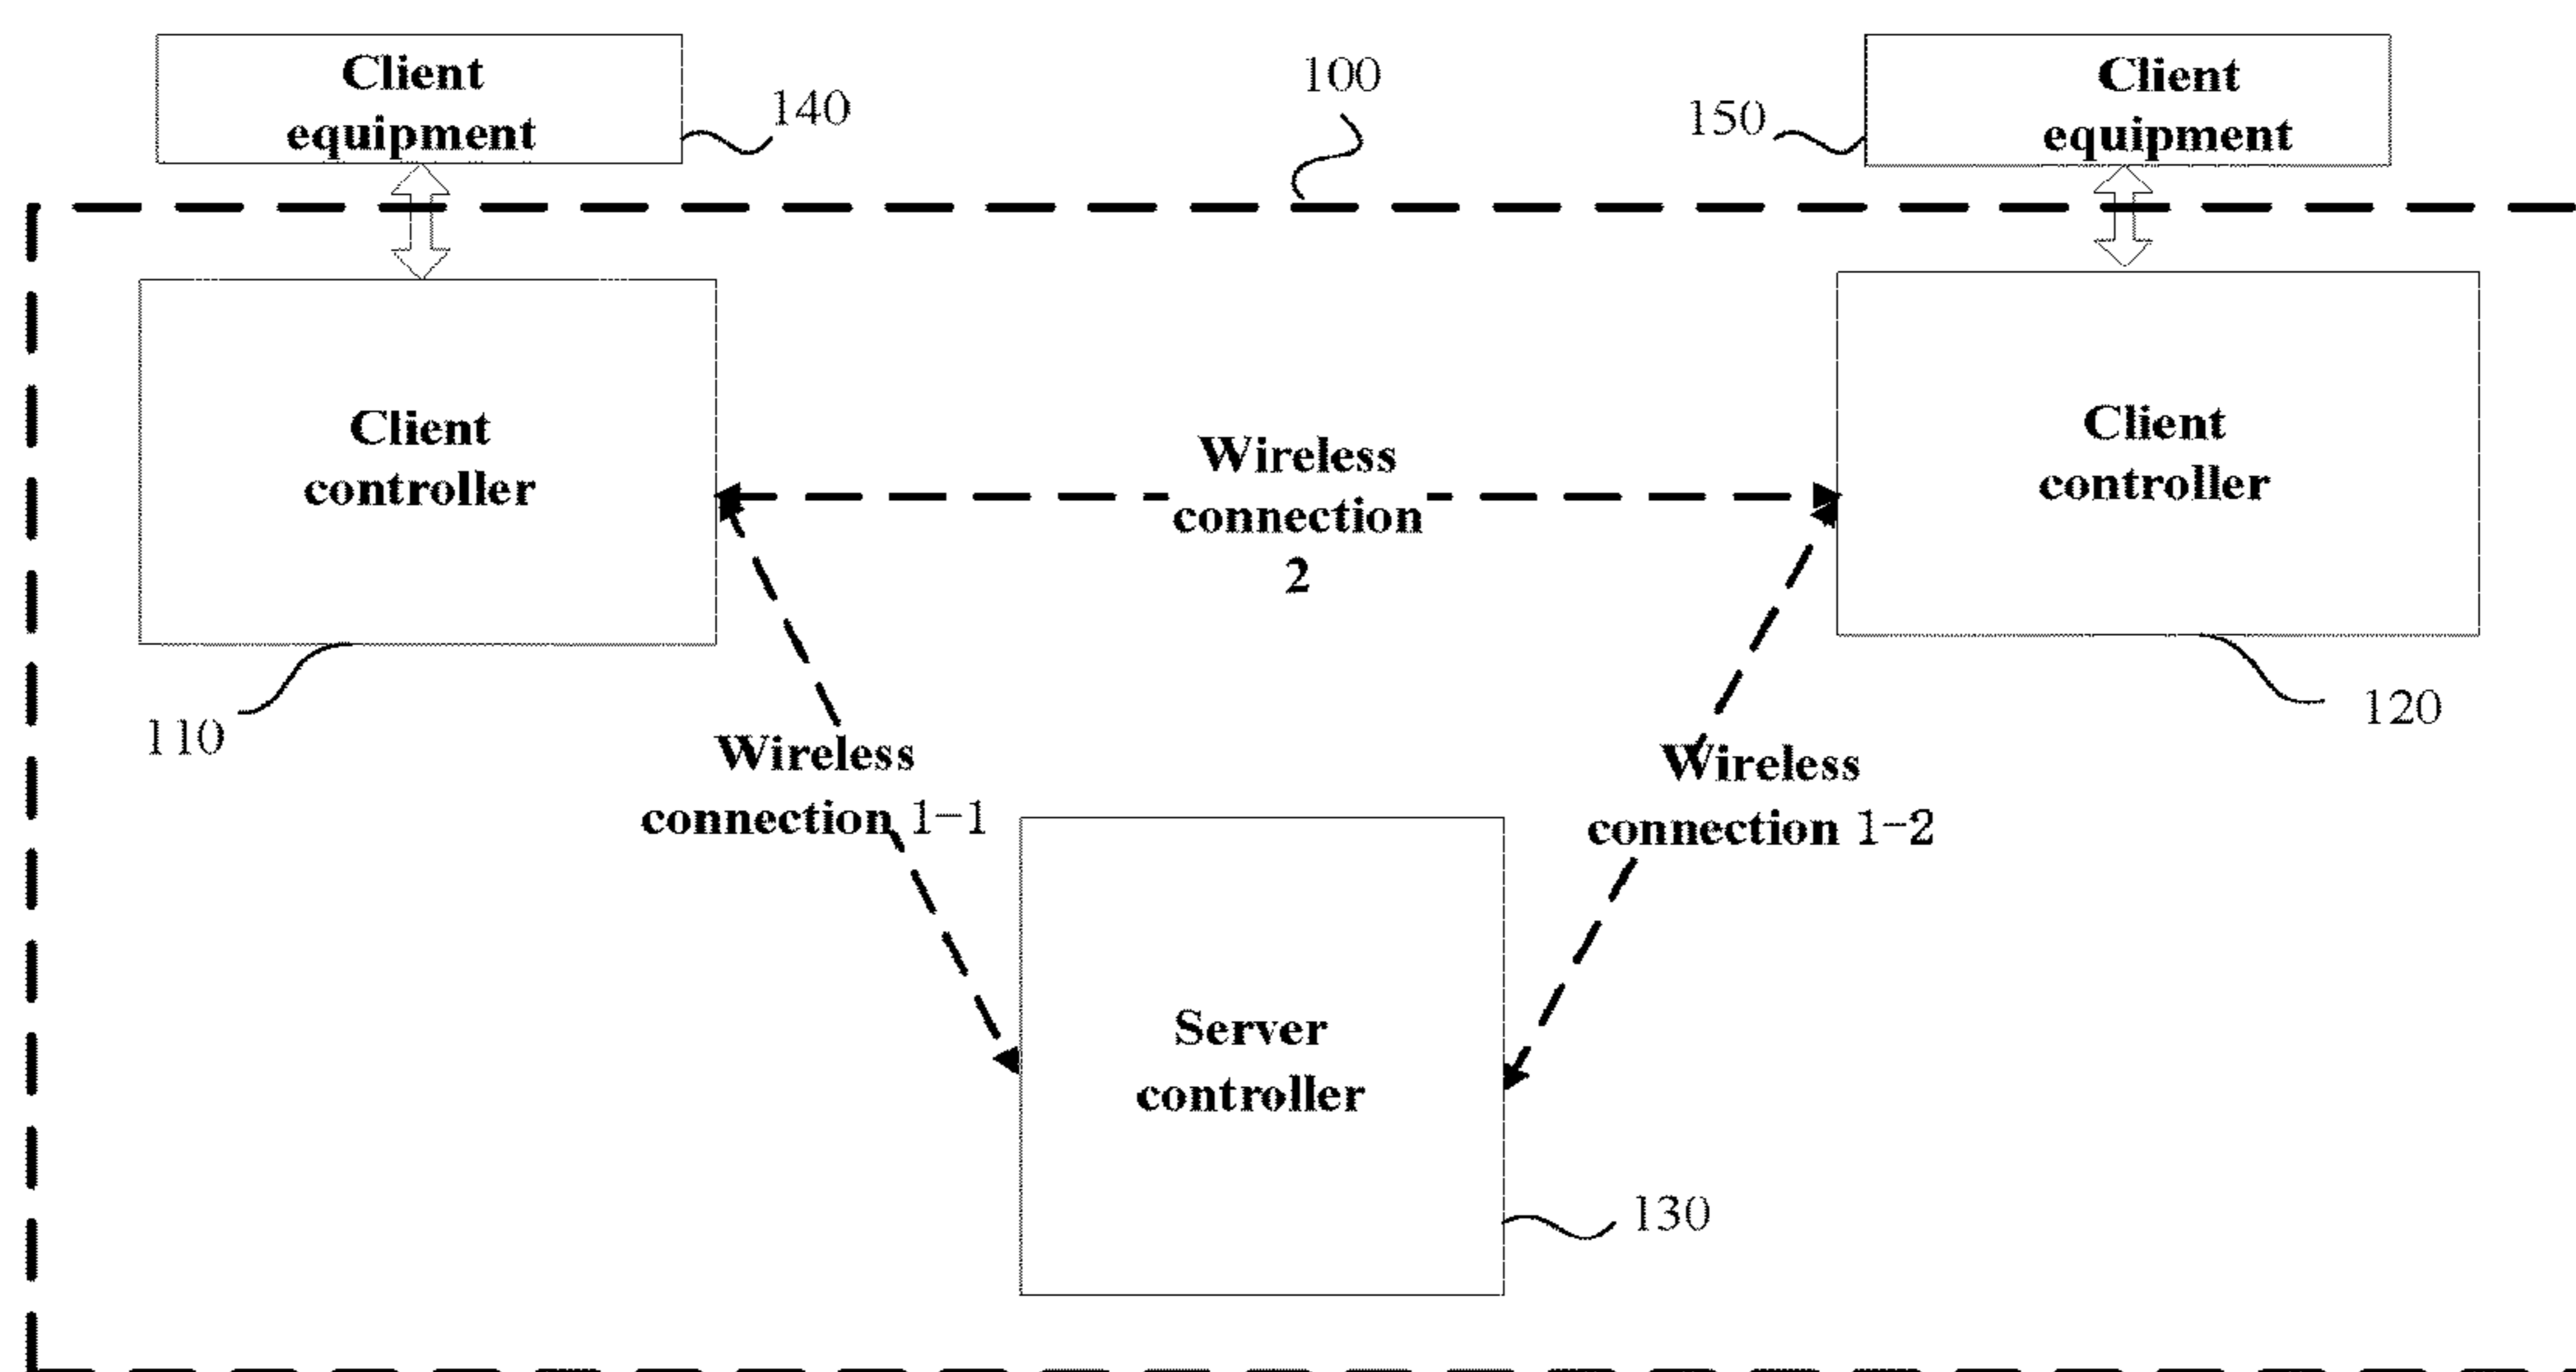 Client
equipment
140
100
150
Client
equipment
Client
controller
Client
controller
Wireless
connection
2
110
120
Wireless
connection 1-1
Wireless
connection 1-2
Server
controller
130